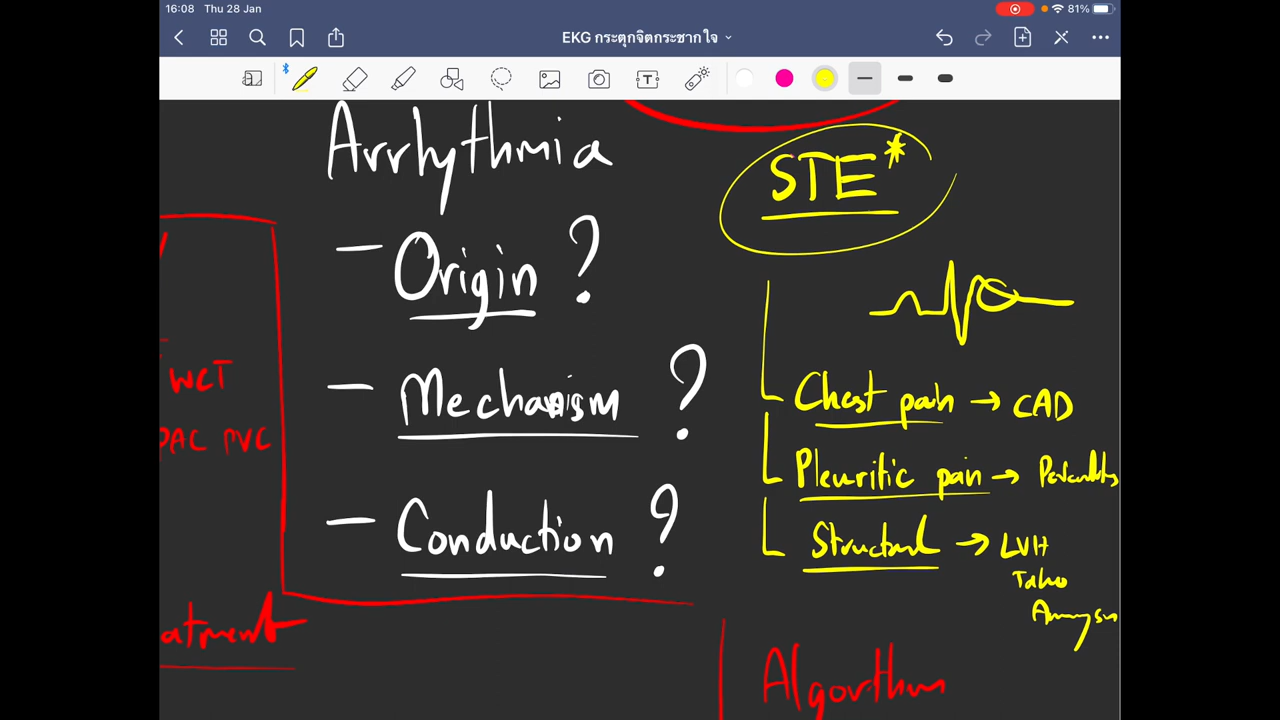 16:08 Thu 28 Jan
81%
EKG กระตุกจิตกระชากใจ
T
Arrhythmia
- Origin ?
- Mechanism ?
- Conduction ?
STE*
Chest pain → CAD
Pleuritic pain →
Structural → LVH
Tako
WCT
PAC PVC
atment
Algorithm